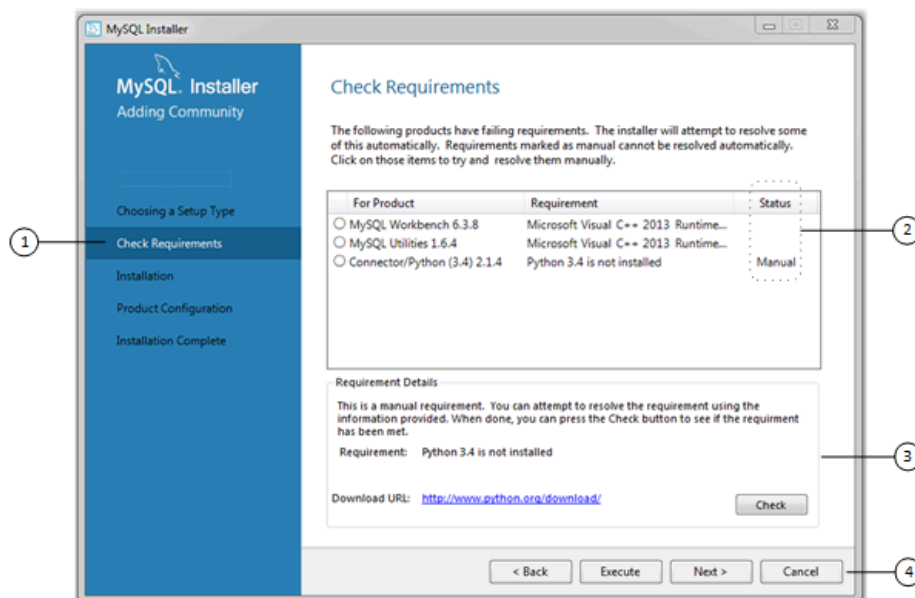 MySQL Installer
MySQL. Installer
Adding Community
Choosing a Setup Type
Check Requirements
Installation
Product Configuration
Installation Complete
Check Requirements
The following products have failing requirements. The installer will attempt to resolve some
of this automatically. Requirements marked as manual cannot be resolved automatically.
Click on those items to try and resolve them manually.
For Product Requirement Status
MySQL Workbench 6.3.8 Microsoft Visual C++ 2013 Runtime...
MySQL Utilities 1.6.4 Microsoft Visual C++ 2013 Runtime...
Connector/Python (3.4) 2.1.4 Python 3.4 is not installed Manual
Requirement Details
This is a manual requirement. You can attempt to resolve the requirement using the
information provided. When done, you can press the Check button to see if the requirment
has been met.
Requirement: Python 3.4 is not installed
Download URL: http://www.python.org/download/
Check
< Back Execute Next > Cancel
1
2
3
4